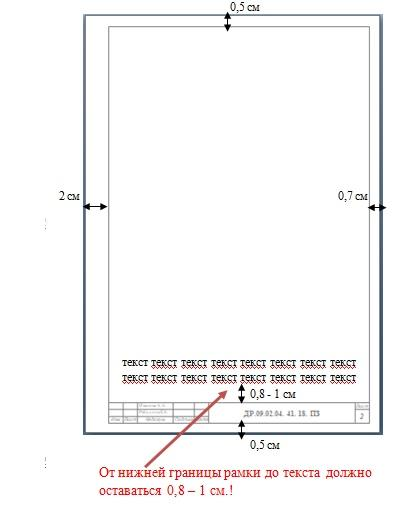 0,5 см
2 см
0,7 см
текст текст текст текст текст текст текст текст
текст текст текст текст текст текст текст текст
0,8 - 1 см
Лист
ДР.09.02.04. 41. 18. ПЗ
2
0,5 см
От нижней границы рамки до текста должно
оставаться 0,8 – 1 см.!